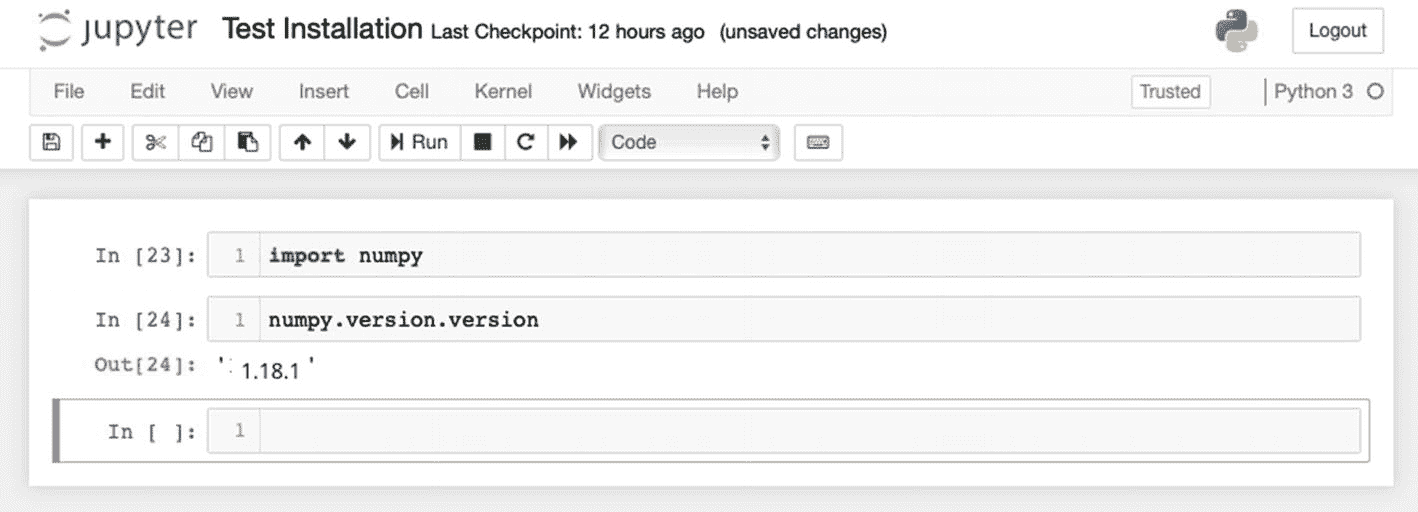 jupyter Test Installation Last Checkpoint: 12 hours ago (unsaved changes) Logout
File Edit View Insert Cell Kernel Widgets Help Trusted Python 3
Run Code
In [23]: 1 import numpy
In [24]: 1 numpy.version.version
Out[24]: ' 1.18.1 '
In [ ]: 1